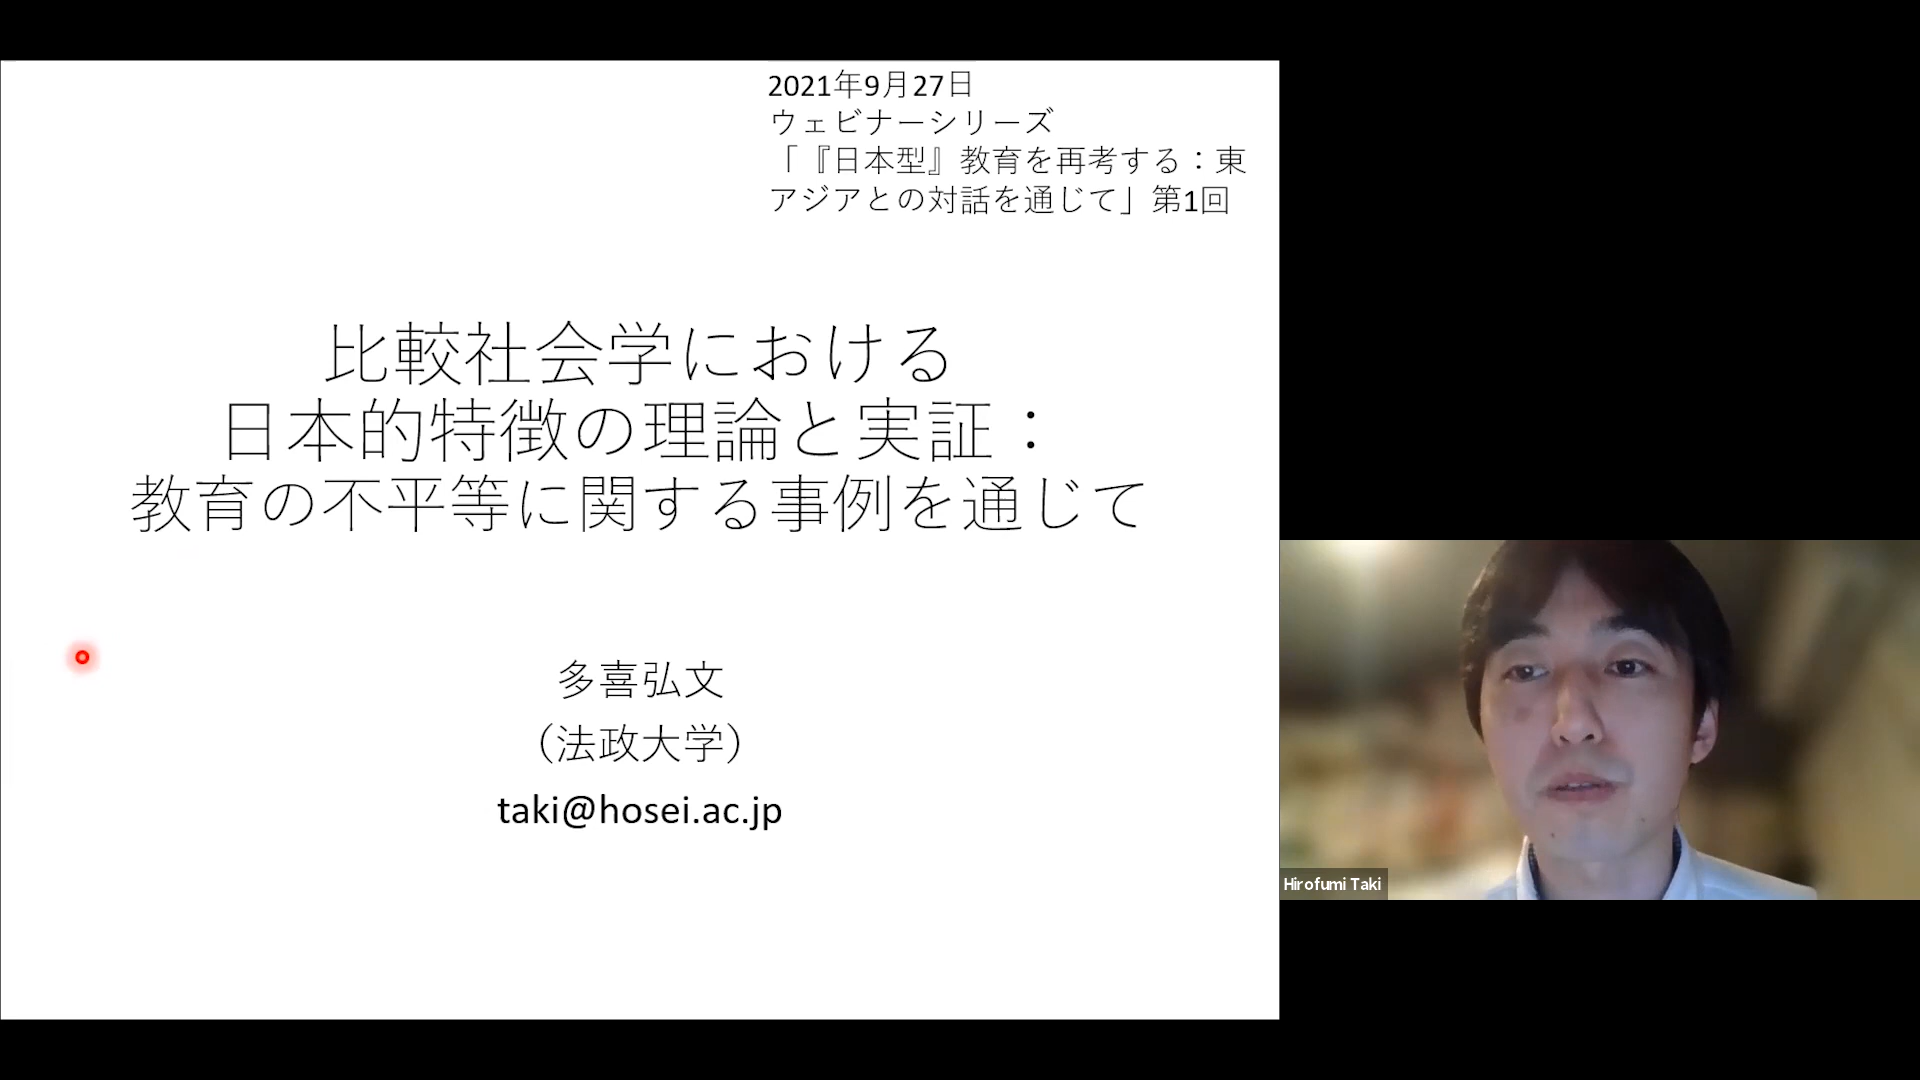 2021年9月27日
ウェビナーシリーズ
「『日本型』教育を再考する：東
アジアとの対話を通じて」第1回
比較社会学における
日本的特徴の理論と実証：
教育の不平等に関する事例を通じて
多喜弘文
（法政大学）
taki@hosei.ac.jp
Hirofumi Taki